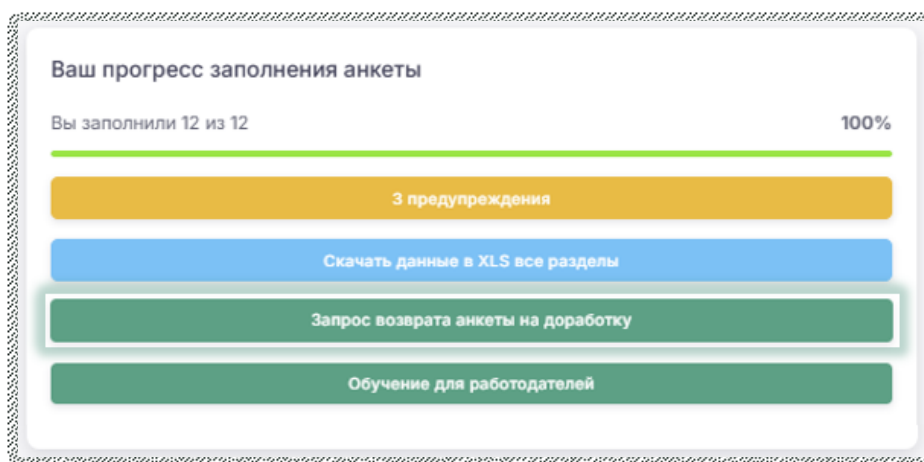 Ваш прогресс заполнения анкеты
Вы заполнили 12 из 12
100%
3 предупреждения
Скачать данные в XLS все разделы
Запрос возврата анкеты на доработку
Обучение для работодателей